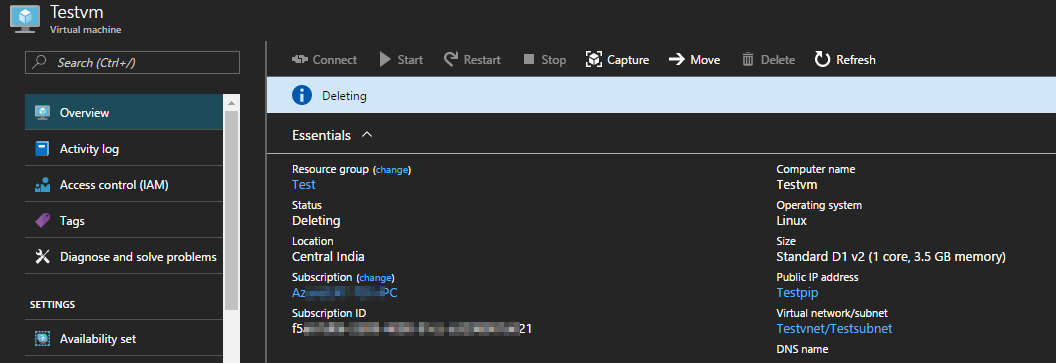 Testvm
Virtual machine
Search (Ctrl+/)
Connect Start Restart Stop Capture Move Delete Refresh
Deleting
Overview
Activity log
Access control (IAM)
Tags
Diagnose and solve problems
SETTINGS
Availability set
Essentials
Resource group (change)
Test
Status
Deleting
Location
Central India
Subscription (change)
Subscription ID
Computer name
Testvm
Operating system
Linux
Size
Standard D1 v2 (1 core, 3.5 GB memory)
Public IP address
Testpip
Virtual network/subnet
Testvnet/Testsubnet
DNS name